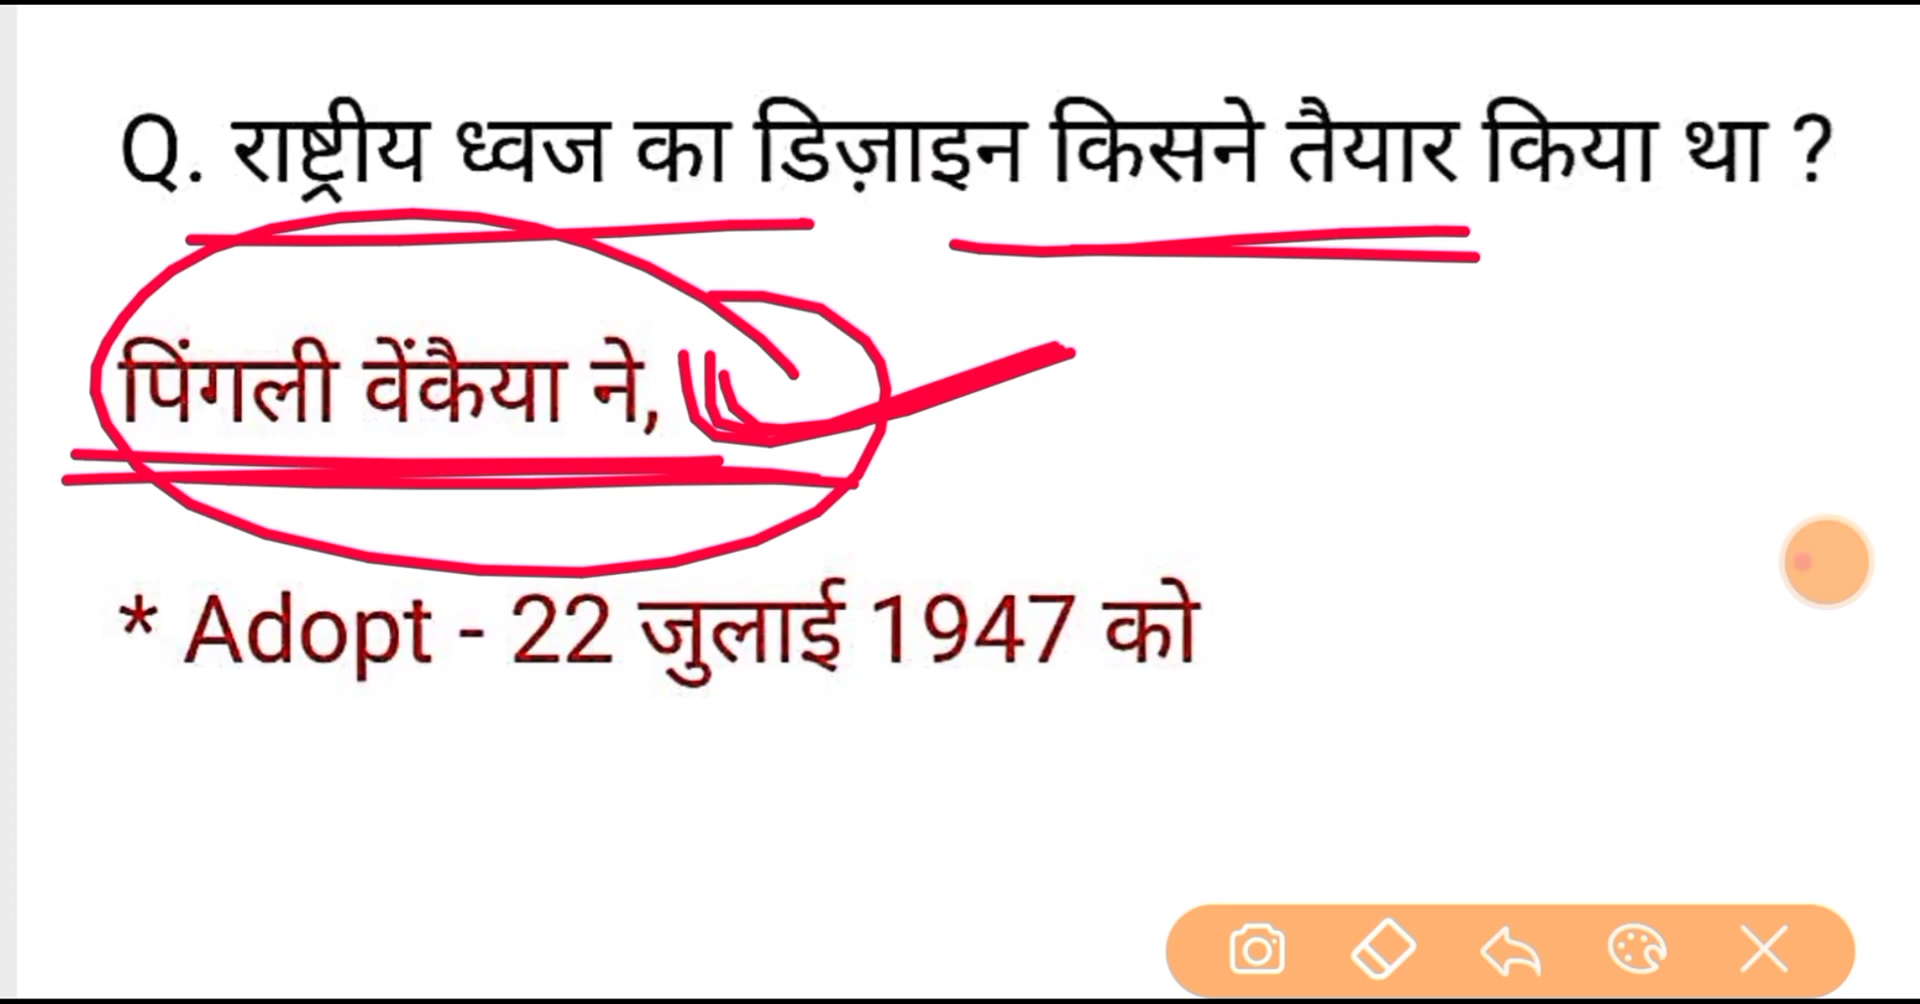 Q. राष्ट्रीय ध्वज का डिज़ाइन किसने तैयार किया था ?
पिंगली वेंकैया ने,
* Adopt - 22 जुलाई 1947 को